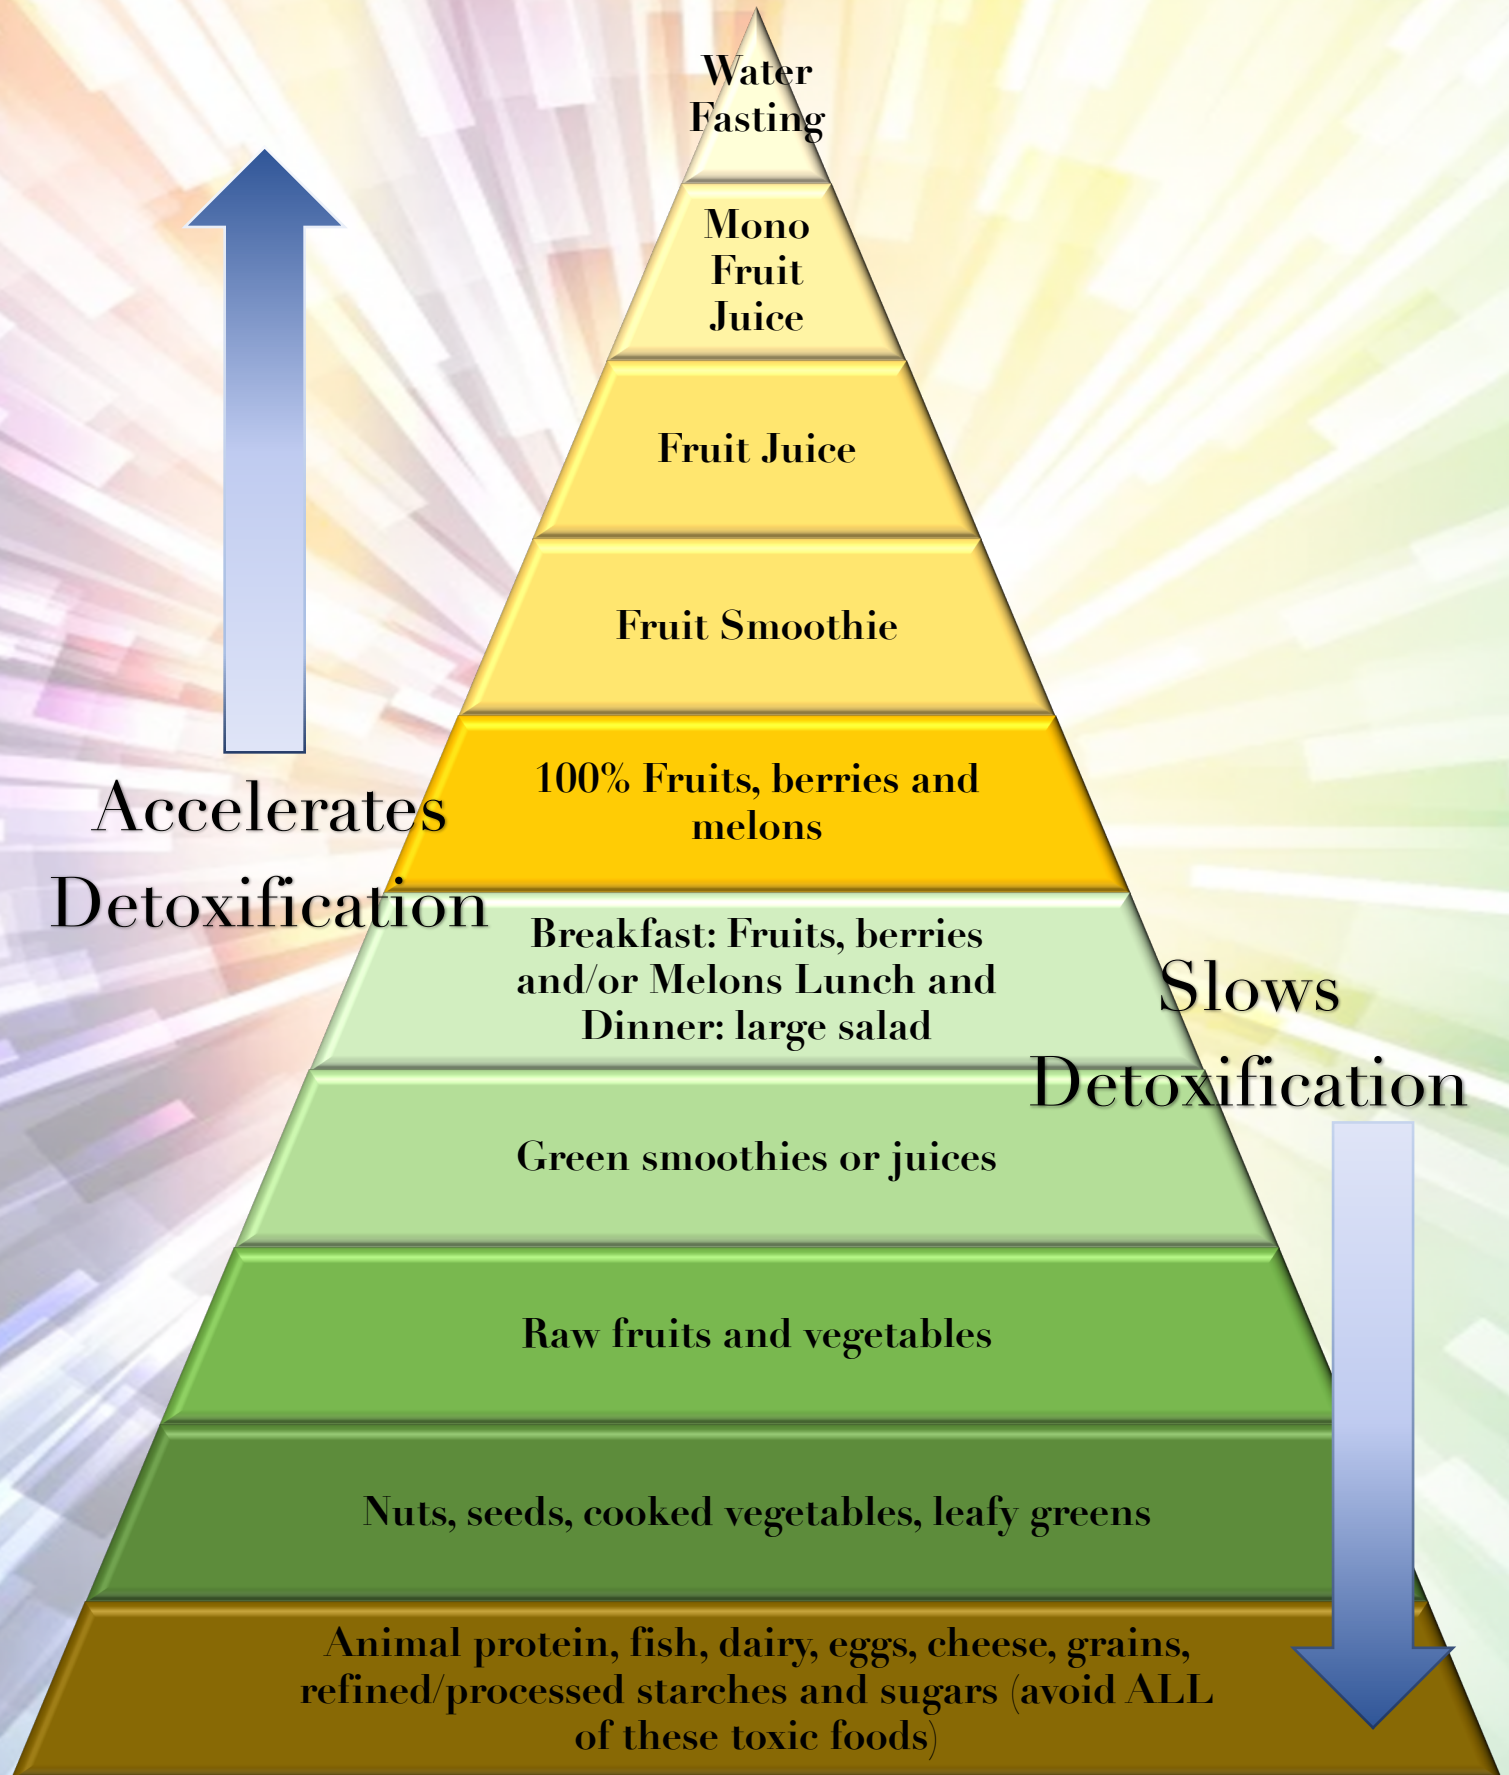 Water
Fasting
Mono
Fruit
Juice
Fruit Juice
Fruit Smoothie
100% Fruits, berries and
melons
Accelerates
Detoxification
Breakfast: Fruits, berries
and/or Melons Lunch and
Dinner: large salad
Slows
Detoxification
Green smoothies or juices
Raw fruits and vegetables
Nuts, seeds, cooked vegetables, leafy greens
Animal protein, fish, dairy, eggs, cheese, grains,
refined/processed starches and sugars (avoid ALL
of these toxic foods)